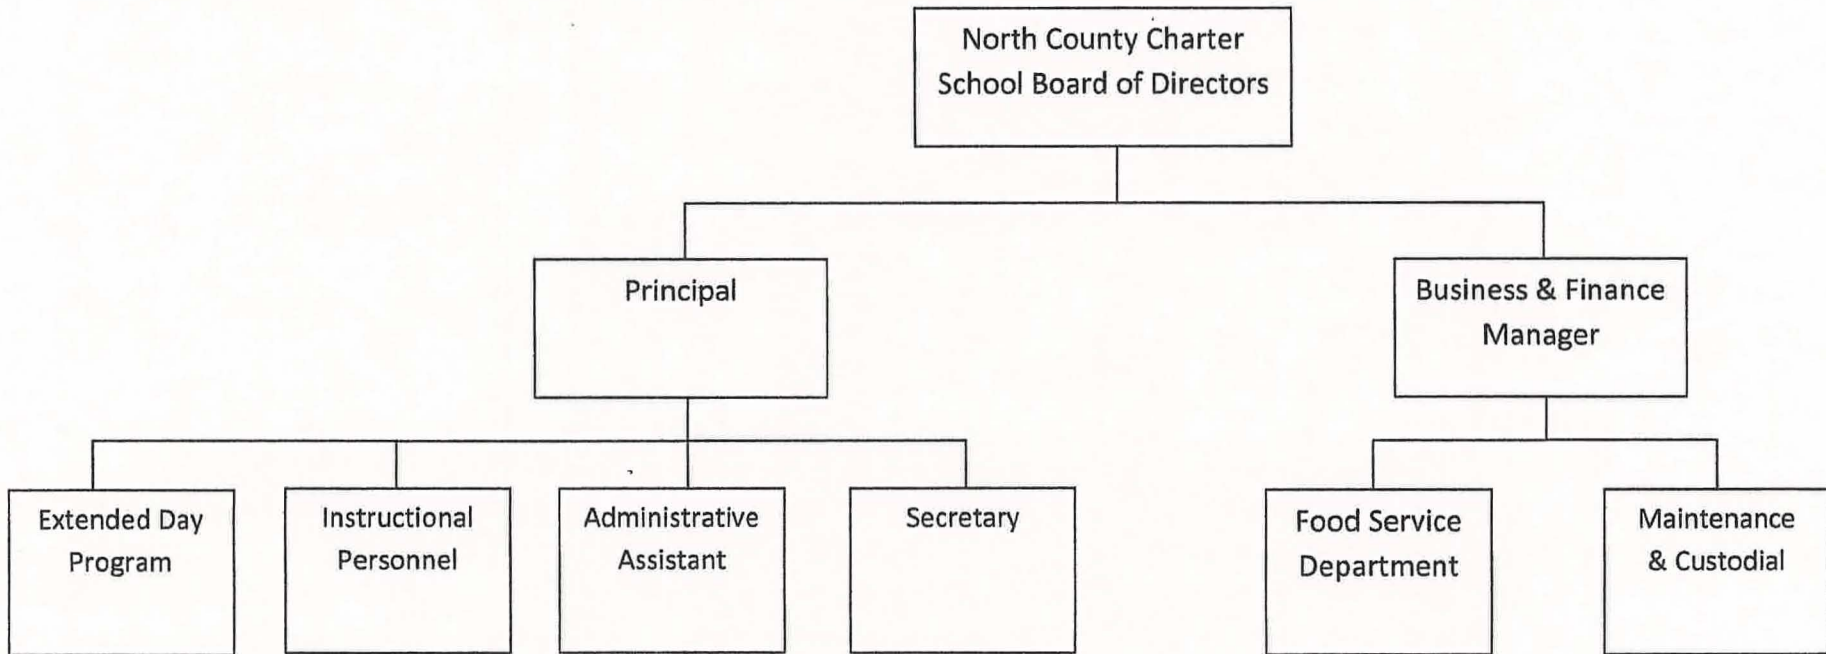 North County Charter
School Board of Directors
Principal
Business & Finance
Manager
Extended Day
Program
Instructional
Personnel
Administrative
Assistant
Secretary
Food Service
Department
Maintenance
& Custodial